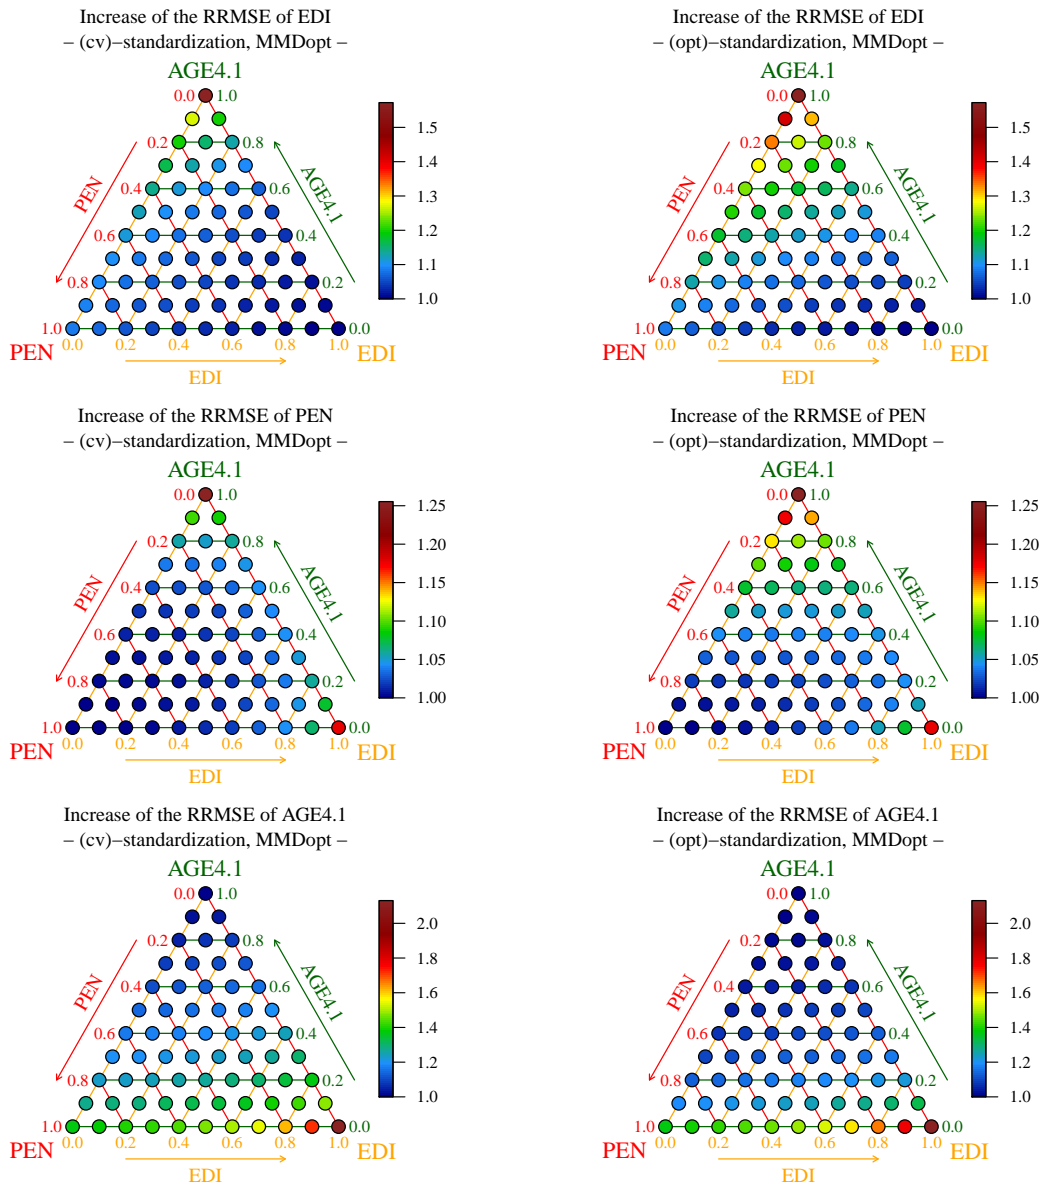 Increase of the RRMSE of EDI
– (cv)–standardization, MMDopt –
AGE4.1
0.0 1.0
0.2 0.8
0.4 0.6
0.6 0.4
0.8 0.2
1.0 0.0
PEN
AGE4.1
PEN EDI
0.0 0.2 0.4 0.6 0.8 1.0
EDI
1.5
1.4
1.3
1.2
1.1
1.0
Increase of the RRMSE of EDI
– (opt)–standardization, MMDopt –
AGE4.1
0.0 1.0
0.2 0.8
0.4 0.6
0.6 0.4
0.8 0.2
1.0 0.0
PEN
AGE4.1
PEN EDI
0.0 0.2 0.4 0.6 0.8 1.0
EDI
1.5
1.4
1.3
1.2
1.1
1.0
Increase of the RRMSE of PEN
– (cv)–standardization, MMDopt –
AGE4.1
0.0 1.0
0.2 0.8
0.4 0.6
0.6 0.4
0.8 0.2
1.0 0.0
PEN
AGE4.1
PEN EDI
0.0 0.2 0.4 0.6 0.8 1.0
EDI
1.25
1.20
1.15
1.10
1.05
1.00
Increase of the RRMSE of PEN
– (opt)–standardization, MMDopt –
AGE4.1
0.0 1.0
0.2 0.8
0.4 0.6
0.6 0.4
0.8 0.2
1.0 0.0
PEN
AGE4.1
PEN EDI
0.0 0.2 0.4 0.6 0.8 1.0
EDI
1.25
1.20
1.15
1.10
1.05
1.00
Increase of the RRMSE of AGE4.1
– (cv)–standardization, MMDopt –
AGE4.1
0.0 1.0
0.2 0.8
0.4 0.6
0.6 0.4
0.8 0.2
1.0 0.0
PEN
AGE4.1
PEN EDI
0.0 0.2 0.4 0.6 0.8 1.0
EDI
2.0
1.8
1.6
1.4
1.2
1.0
Increase of the RRMSE of AGE4.1
– (opt)–standardization, MMDopt –
AGE4.1
0.0 1.0
0.2 0.8
0.4 0.6
0.6 0.4
0.8 0.2
1.0 0.0
PEN
AGE4.1
PEN EDI
0.0 0.2 0.4 0.6 0.8 1.0
EDI
2.0
1.8
1.6
1.4
1.2
1.0